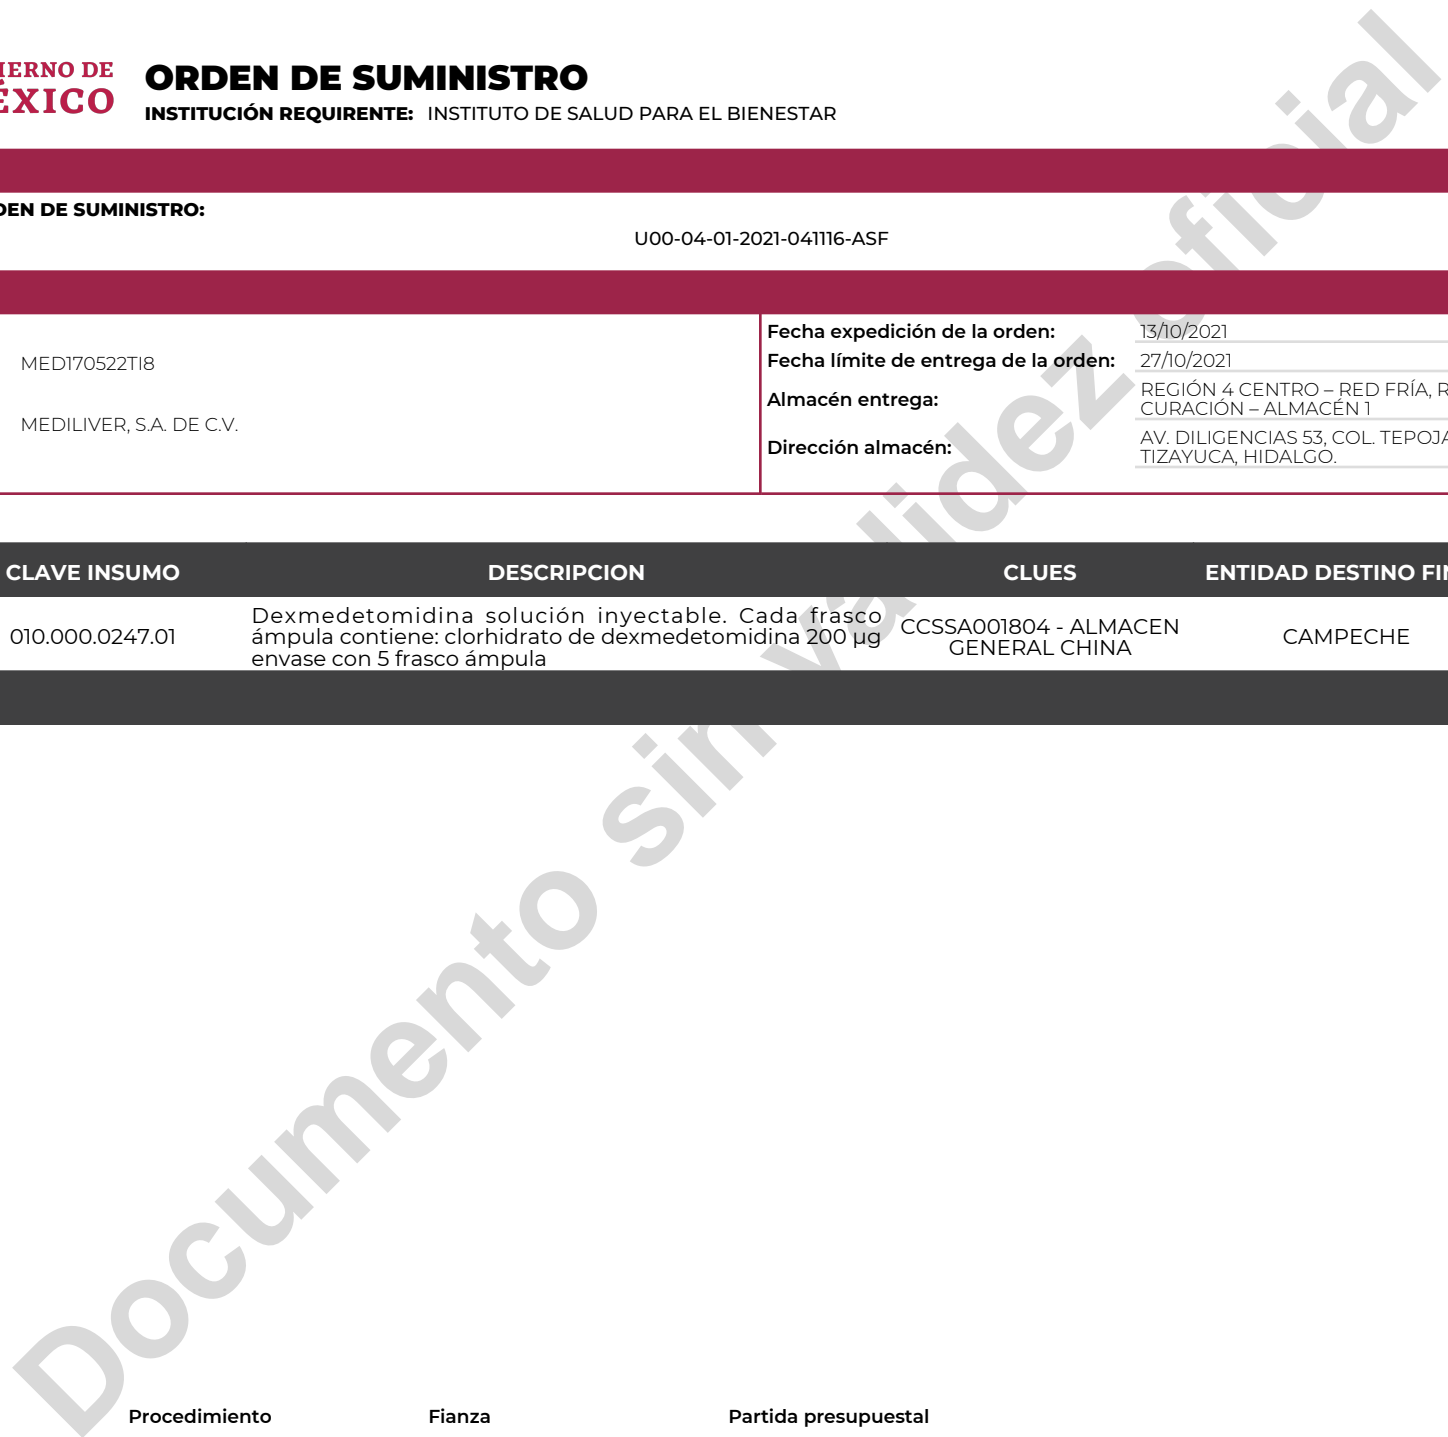 IERNO DE
ÉXICO
ORDEN DE SUMINISTRO
INSTITUCIÓN REQUIRENTE: INSTITUTO DE SALUD PARA EL BIENESTAR
DEN DE SUMINISTRO:
U00-04-01-2021-041116-ASF
MED170522TI8
MEDILIVER, S.A. DE C.V.
Fecha expedición de la orden: 13/10/2021
Fecha límite de entrega de la orden: 27/10/2021
Almacén entrega: REGIÓN 4 CENTRO – RED FRÍA, R
CURACIÓN – ALMACÉN 1
Dirección almacén: AV. DILIGENCIAS 53, COL. TEPOJA
TIZAYUCA, HIDALGO.
CLAVE INSUMO DESCRIPCION CLUES ENTIDAD DESTINO FIN
010.000.0247.01
Dexmedetomidina solución inyectable. Cada frasco
ámpula contiene: clorhidrato de dexmedetomidina 200 µg
envase con 5 frasco ámpula
CCSSA001804 - ALMACEN
GENERAL CHINA
CAMPECHE
Documento sin validez oficial
Procedimiento Fianza Partida presupuestal